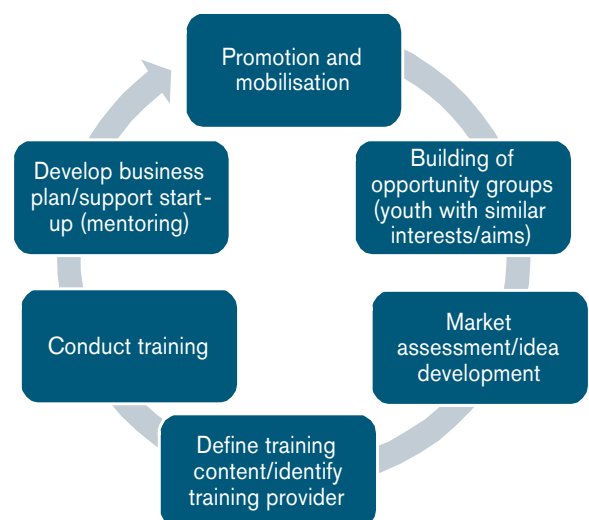 Promotion and
mobilisation
Building of
opportunity groups
(youth with similar
interests/aims)
Market
assessment/idea
development
Define training
content/identify
training provider
Conduct training
Develop business
plan/support start-
up (mentoring)